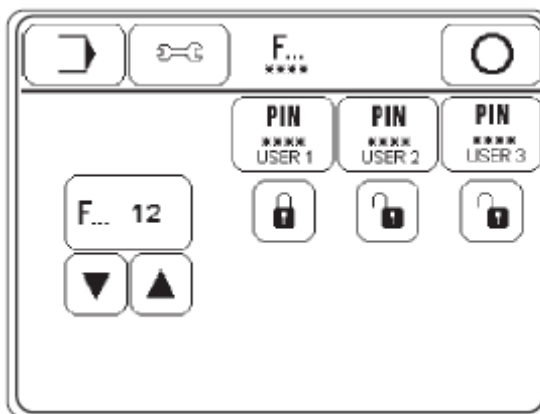 F...
****
PIN
****
USER 1
PIN
****
USER 2
PIN
****
USER 3
F... 12